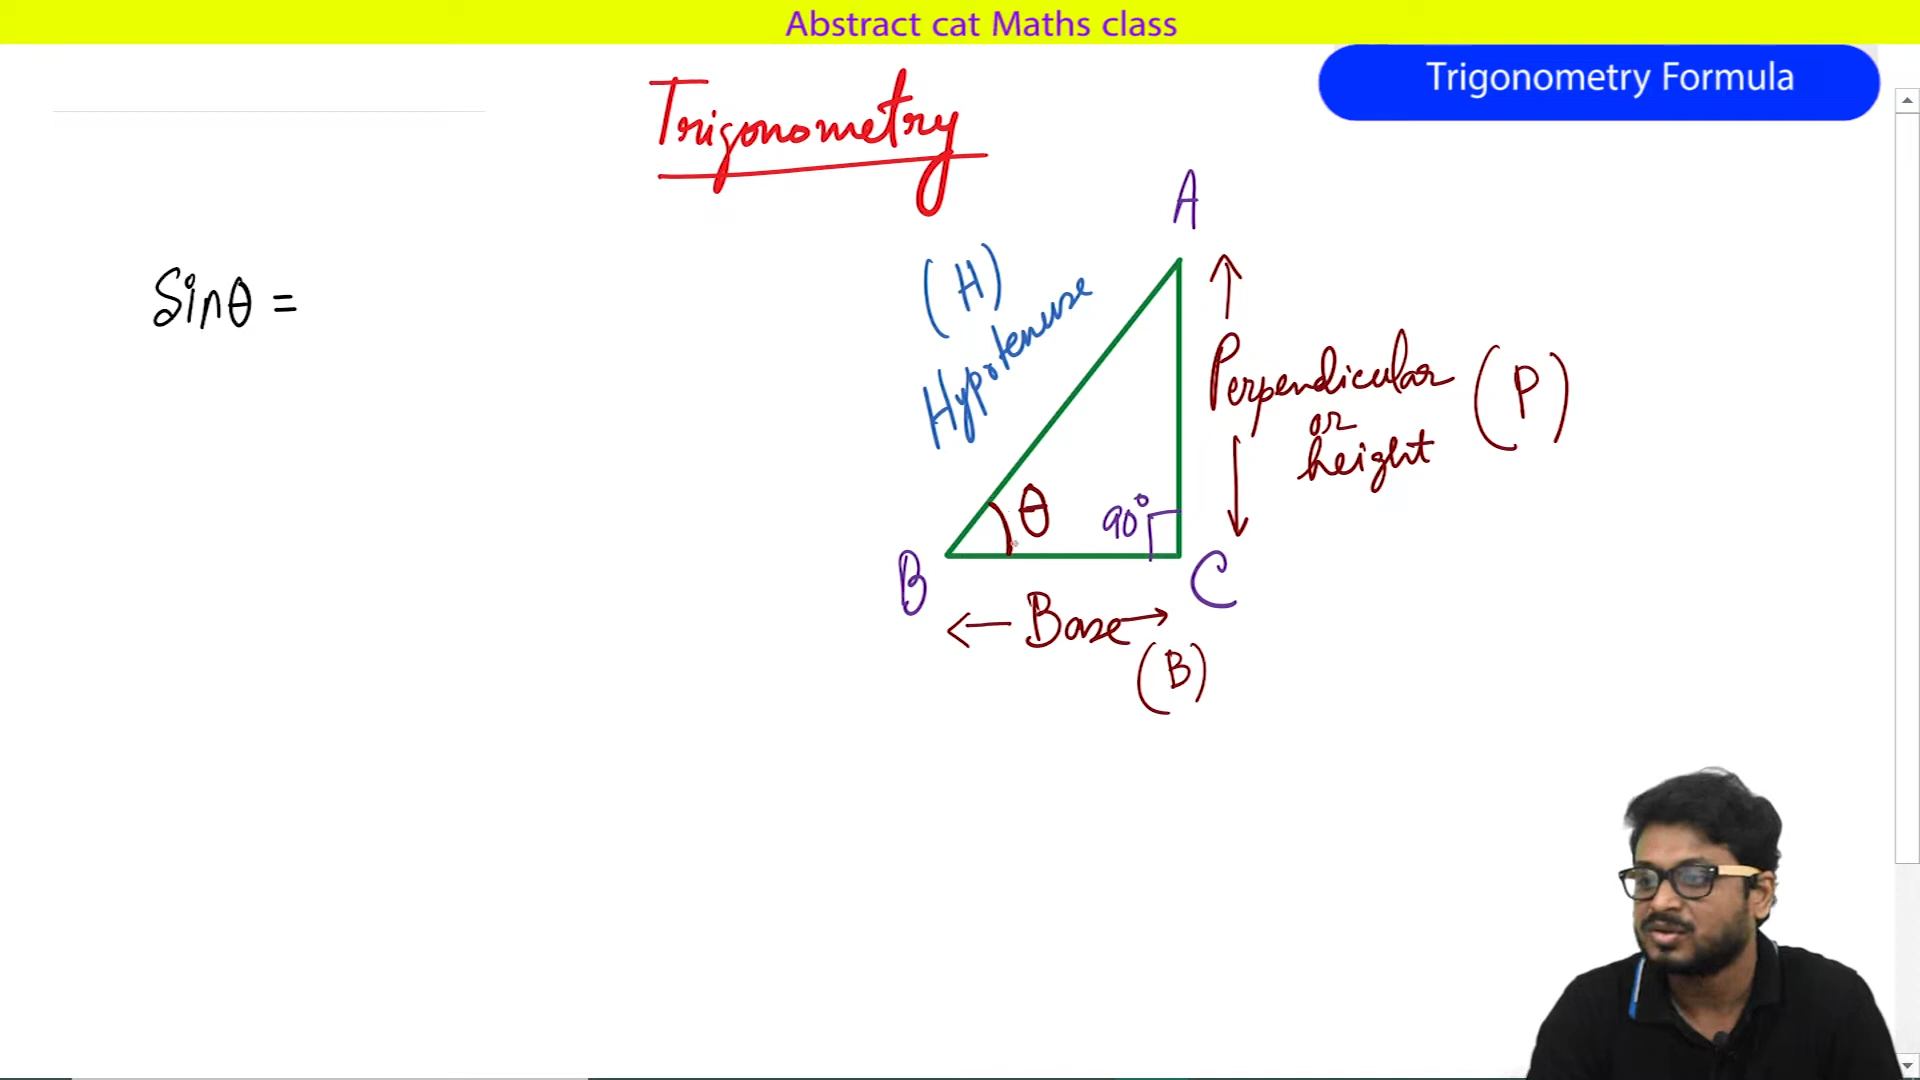 Abstract cat Maths class
Trigonometry Formula
Trigonometry
A
(H)
Hypotenuse
Sinθ =
Perpendicular
or
height
(P)
θ
90°
B
C
Base
(B)